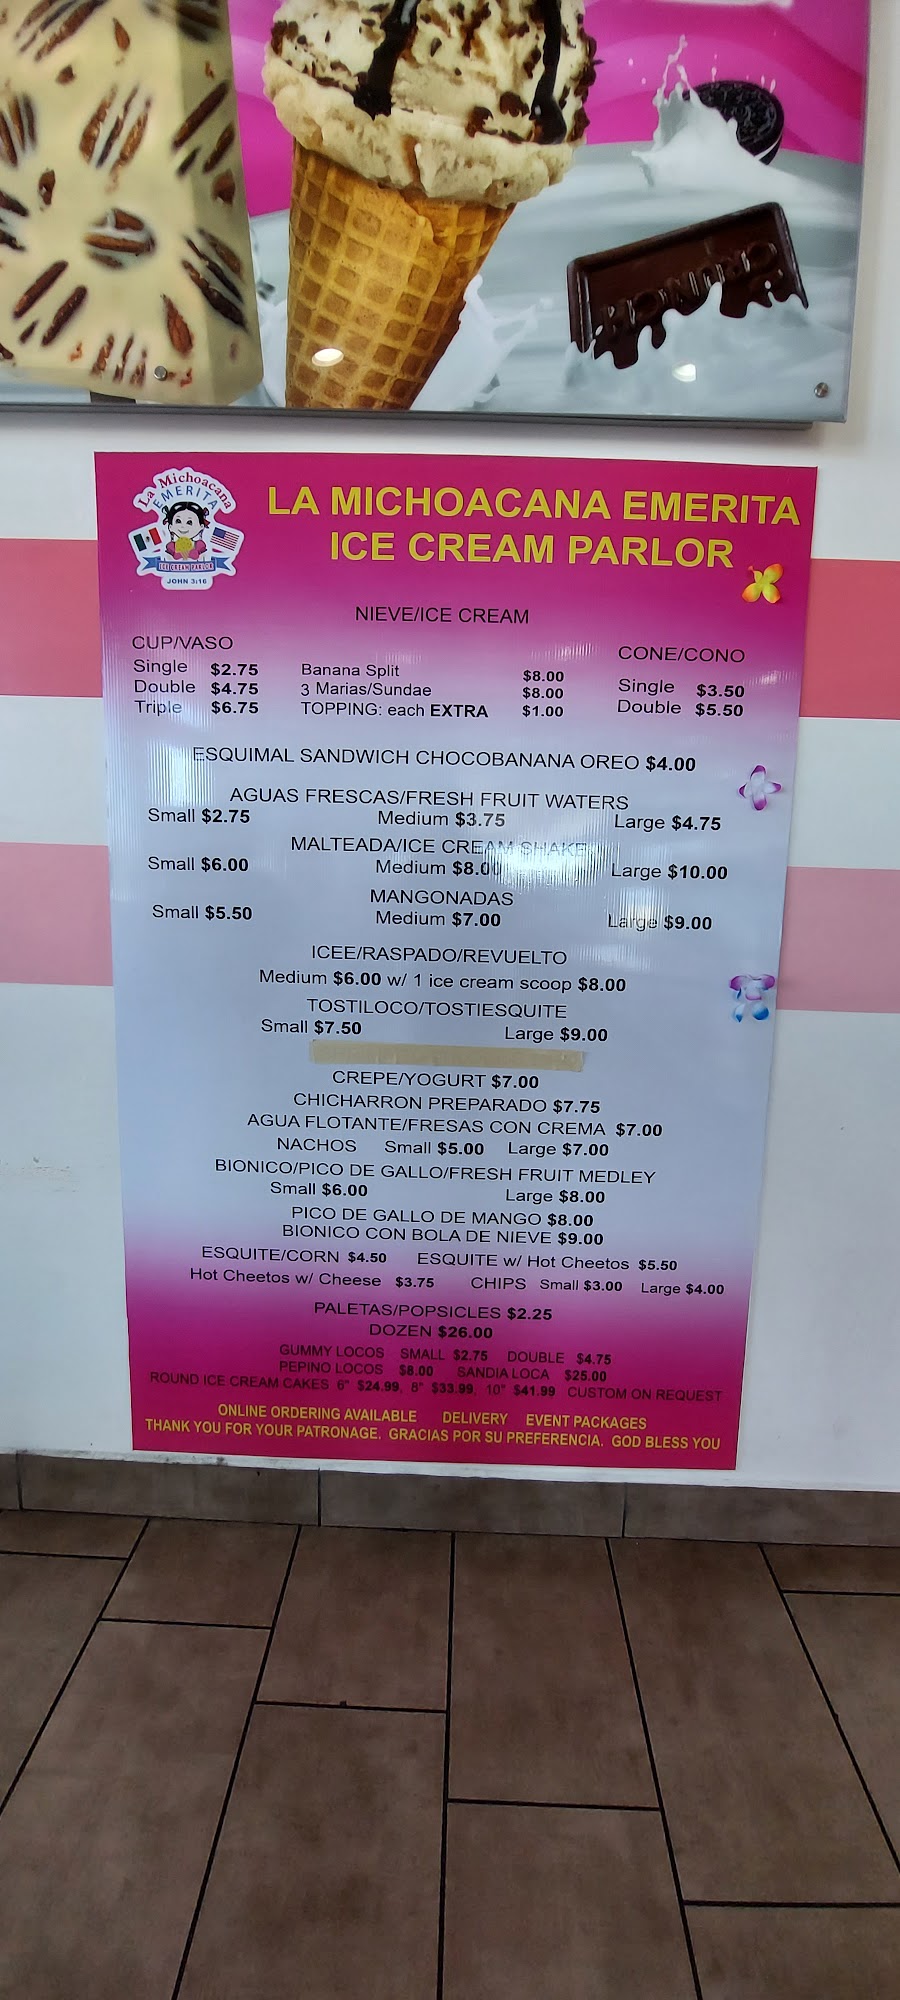 CRUNCH
La Michoacana
EMERITA
ICE CREAM PARLOR
JOHN 3:16
LA MICHOACANA EMERITA
ICE CREAM PARLOR
NIEVE/ICE CREAM
CUP/VASO
Single $2.75
Double $4.75
Triple $6.75
Banana Split $8.00
3 Marias/Sundae $8.00
TOPPING: each EXTRA $1.00
CONE/CONO
Single $3.50
Double $5.50
ESQUIMAL SANDWICH CHOCOBANANA OREO $4.00
AGUAS FRESCAS/FRESH FRUIT WATERS
Small $2.75 Medium $3.75 Large $4.75
MALTEADA/ICE CREAM SHAKE
Small $6.00 Medium $8.00 Large $10.00
MANGONADAS
Small $5.50 Medium $7.00 Large $9.00
ICEE/RASPADO/REVUELTO
Medium $6.00 w/ 1 ice cream scoop $8.00
TOSTILOCO/TOSTIESQUITE
Small $7.50 Large $9.00
CREPE/YOGURT $7.00
CHICHARRON PREPARADO $7.75
AGUA FLOTANTE/FRESAS CON CREMA $7.00
NACHOS Small $5.00 Large $7.00
BIONICO/PICO DE GALLO/FRESH FRUIT MEDLEY
Small $6.00 Large $8.00
PICO DE GALLO DE MANGO $8.00
BIONICO CON BOLA DE NIEVE $9.00
ESQUITE/CORN $4.50 ESQUITE w/ Hot Cheetos $5.50
Hot Cheetos w/ Cheese $3.75 CHIPS Small $3.00 Large $4.00
PALETAS/POPSICLES $2.25
DOZEN $26.00
GUMMY LOCOS SMALL $2.75 DOUBLE $4.75
PEPINO LOCOS $8.00 SANDIA LOCA $25.00
ROUND ICE CREAM CAKES 6" $24.99, 8" $33.99, 10" $41.99 CUSTOM ON REQUEST
ONLINE ORDERING AVAILABLE DELIVERY EVENT PACKAGES
THANK YOU FOR YOUR PATRONAGE. GRACIAS POR SU PREFERENCIA. GOD BLESS YOU